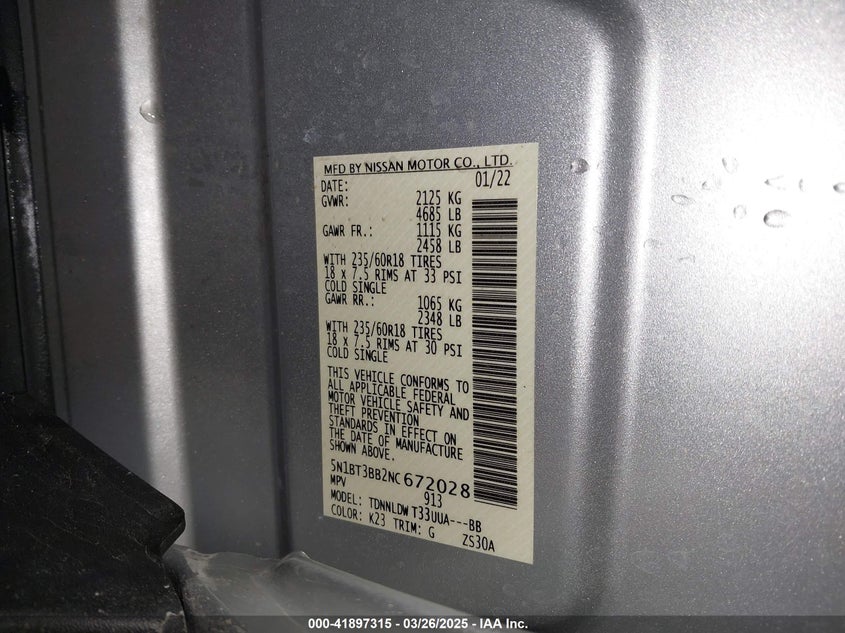 MFD BY NISSAN MOTOR CO., LTD.
DATE: 01/22
GVWR: 2125 KG
4685 LB
GAWR FR.: 1115 KG
2458 LB
WITH 235/60R18 TIRES
18 x 7.5 RIMS AT 33 PSI
COLD SINGLE
GAWR RR.: 1065 KG
2348 LB
WITH 235/60R18 TIRES
18 x 7.5 RIMS AT 30 PSI
COLD SINGLE
THIS VEHICLE CONFORMS TO
ALL APPLICABLE FEDERAL
MOTOR VEHICLE SAFETY AND
THEFT PREVENTION
STANDARDS IN EFFECT ON
THE DATE OF MANUFACTURE
SHOWN ABOVE.
5N1BT3BB2NC672028
MPV 913
MODEL: TDNNLDW T33UUA---BB
COLOR: K23 TRIM: G ZS30A
000-41897315 - 03/26/2025 - IAA Inc.